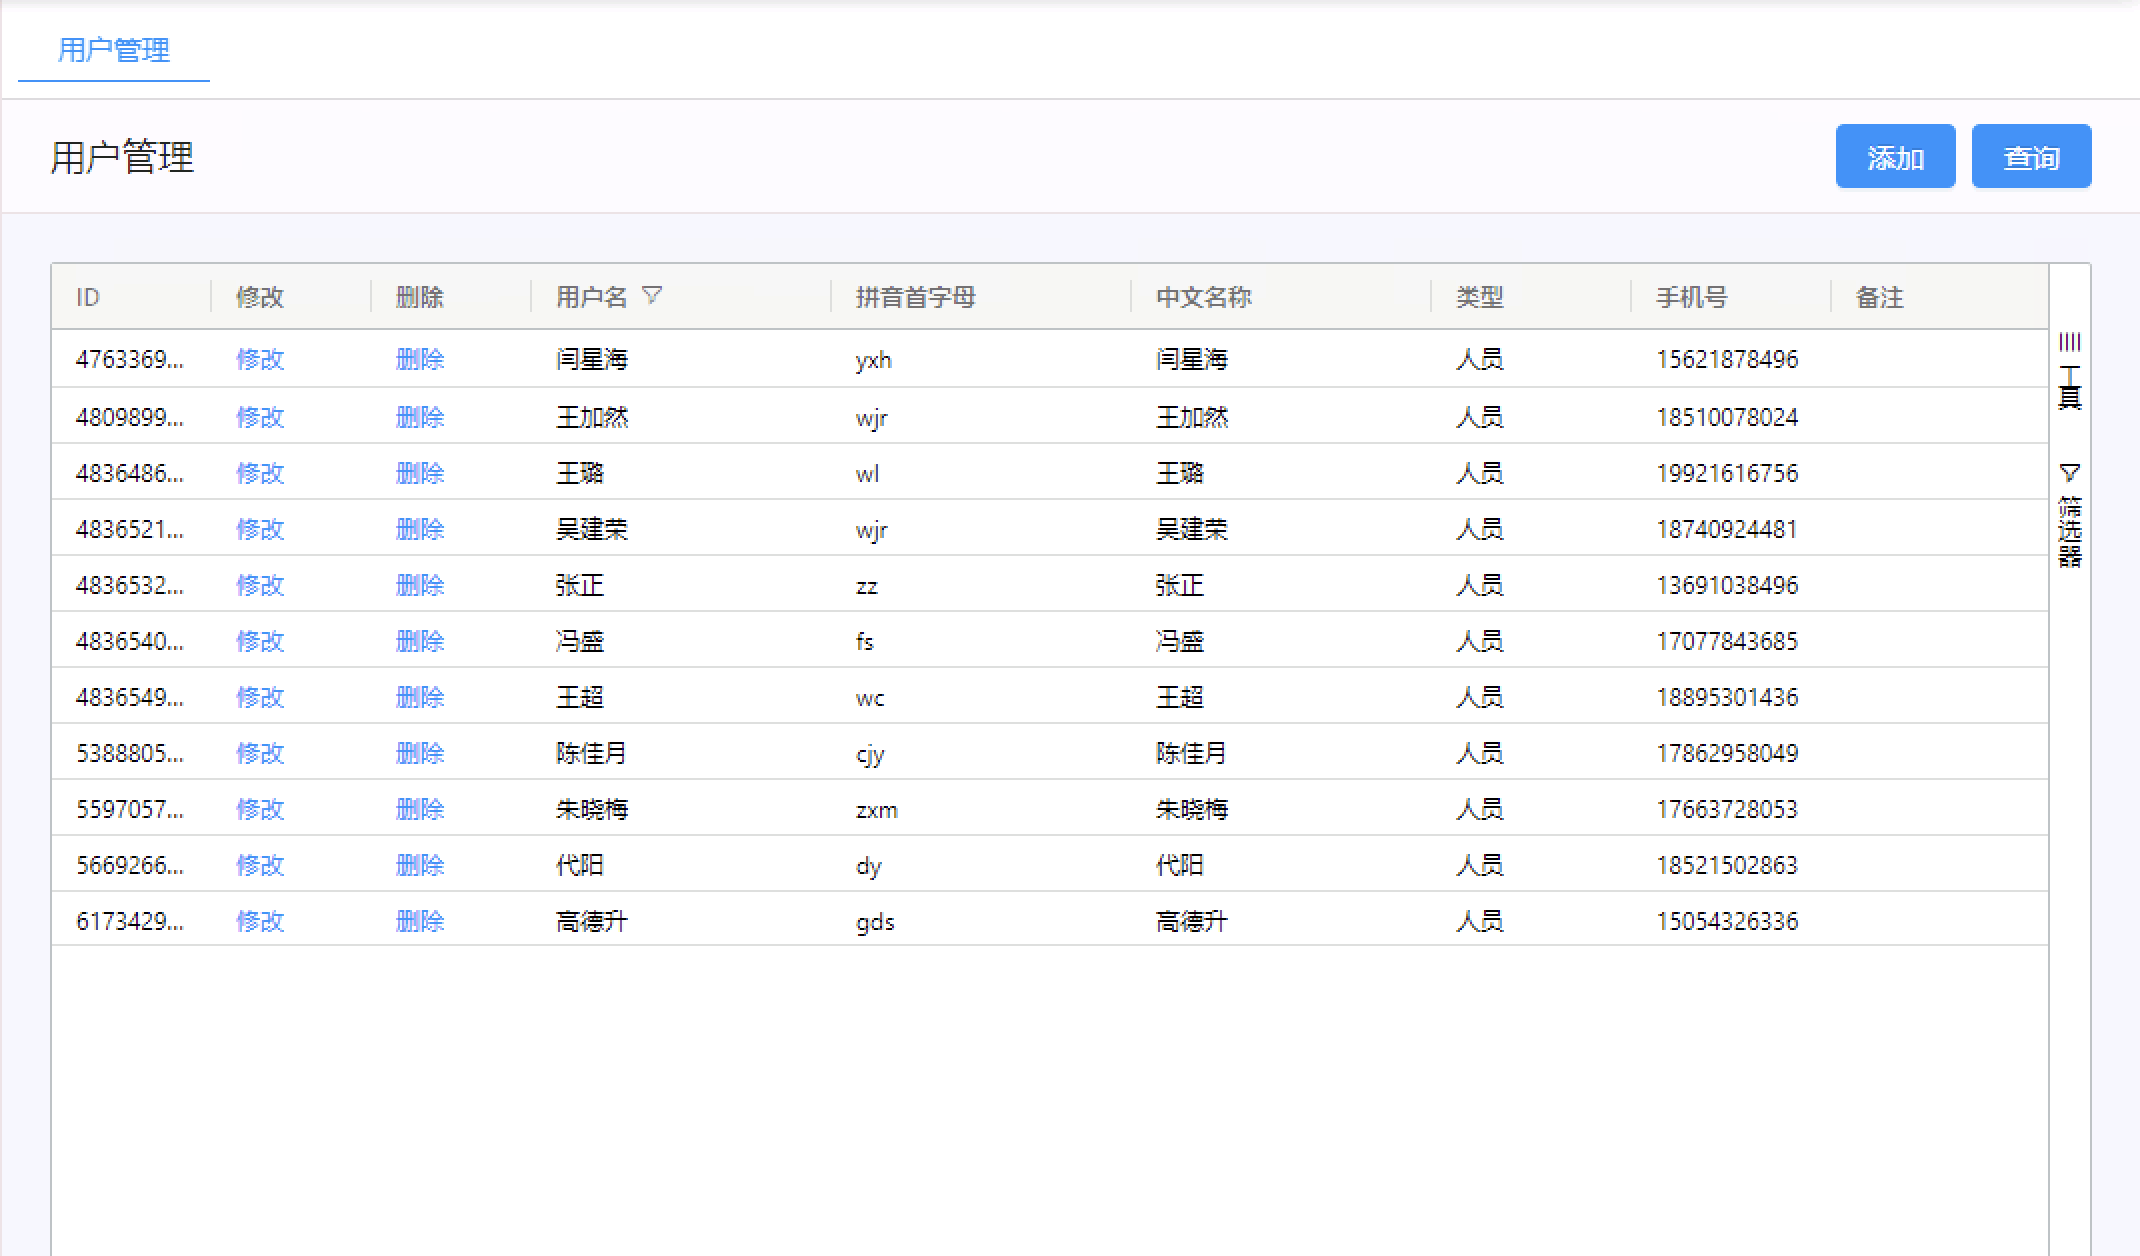 用户管理
用户管理 添加 查询
ID 修改 删除 用户名 拼音首字母 中文名称 类型 手机号 备注
4763369... 修改 删除 闫星海 yxh 闫星海 人员 15621878496
4809899... 修改 删除 王加然 wjr 王加然 人员 18510078024
4836486... 修改 删除 王璐 wl 王璐 人员 19921616756
4836521... 修改 删除 吴建荣 wjr 吴建荣 人员 18740924481
4836532... 修改 删除 张正 zz 张正 人员 13691038496
4836540... 修改 删除 冯盛 fs 冯盛 人员 17077843685
4836549... 修改 删除 王超 wc 王超 人员 18895301436
5388805... 修改 删除 陈佳月 cjy 陈佳月 人员 17862958049
5597057... 修改 删除 朱晓梅 zxm 朱晓梅 人员 17663728053
5669266... 修改 删除 代阳 dy 代阳 人员 18521502863
6173429... 修改 删除 高德升 gds 高德升 人员 15054326336
工具
筛选器